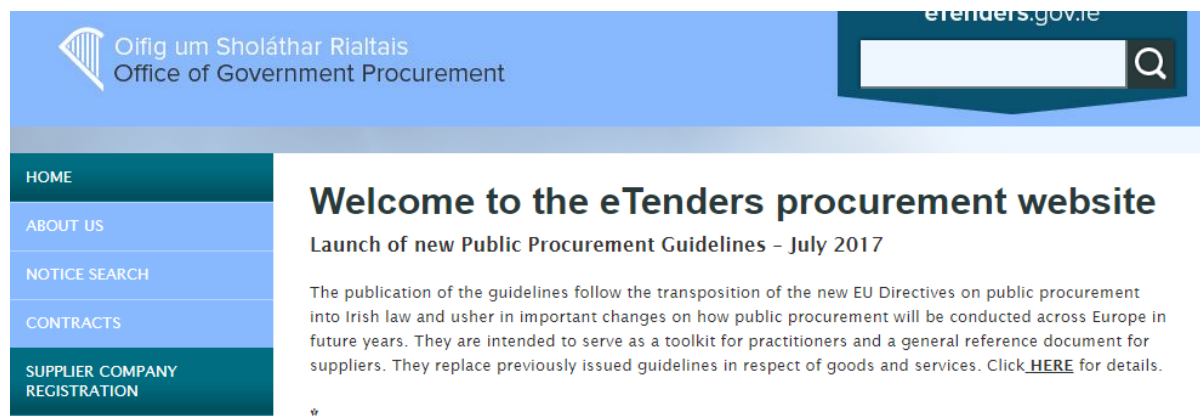 eTenders.gov.ie
Oifig um Sholáthar Rialtais
Office of Government Procurement
HOME
ABOUT US
NOTICE SEARCH
CONTRACTS
SUPPLIER COMPANY
REGISTRATION
Welcome to the eTenders procurement website
Launch of new Public Procurement Guidelines – July 2017
The publication of the guidelines follow the transposition of the new EU Directives on public procurement
into Irish law and usher in important changes on how public procurement will be conducted across Europe in
future years. They are intended to serve as a toolkit for practitioners and a general reference document for
suppliers. They replace previously issued guidelines in respect of goods and services. Click HERE for details.
*